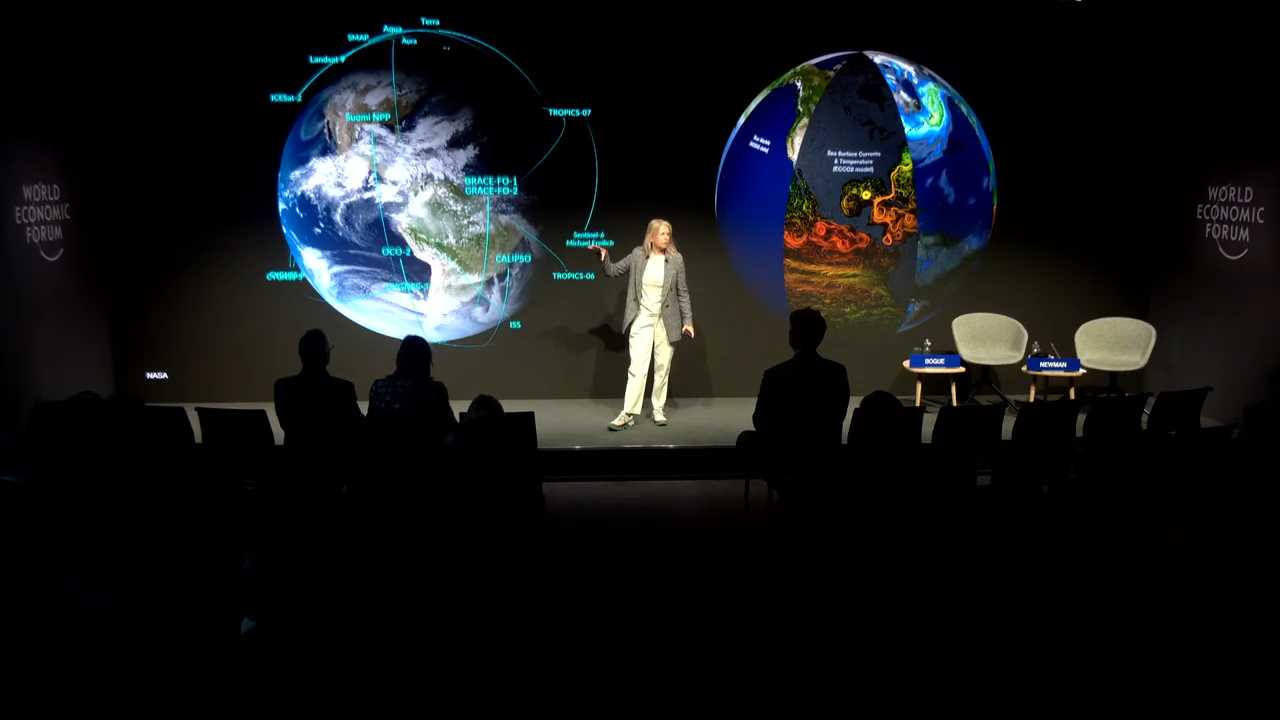 Terra
Aqua
SMAP
Aura
Landsat 9
ICESat-2
TROPICS-07
Suomi NPP
GRACE-FO-1
GRACE-FO-2
Sentinel-6
Michael Freilich
OCO-2
CALIPSO
TROPICS-06
ISS
NASA
Sea Surface Currents
& Temperature
(ECCO2 model)
WORLD
ECONOMIC
FORUM
WORLD
ECONOMIC
FORUM
BOGUE
NEWMAN